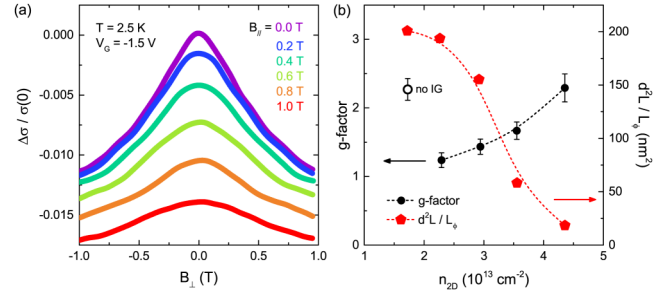 (a)
T = 2.5 K
V_G = -1.5 V
B_// = 0.0 T
0.2 T
0.4 T
0.6 T
0.8 T
1.0 T
Δσ / σ(0)
0.000
-0.005
-0.010
-0.015
-1.0
-0.5
0.0
0.5
1.0
B_⊥ (T)
(b)
g-factor
3
2
1
0
no IG
g-factor
d²L / L_ϕ
1
2
3
4
5
n_2D (10¹³ cm⁻²)
200
150
100
50
0
d²L / L_ϕ (nm²)